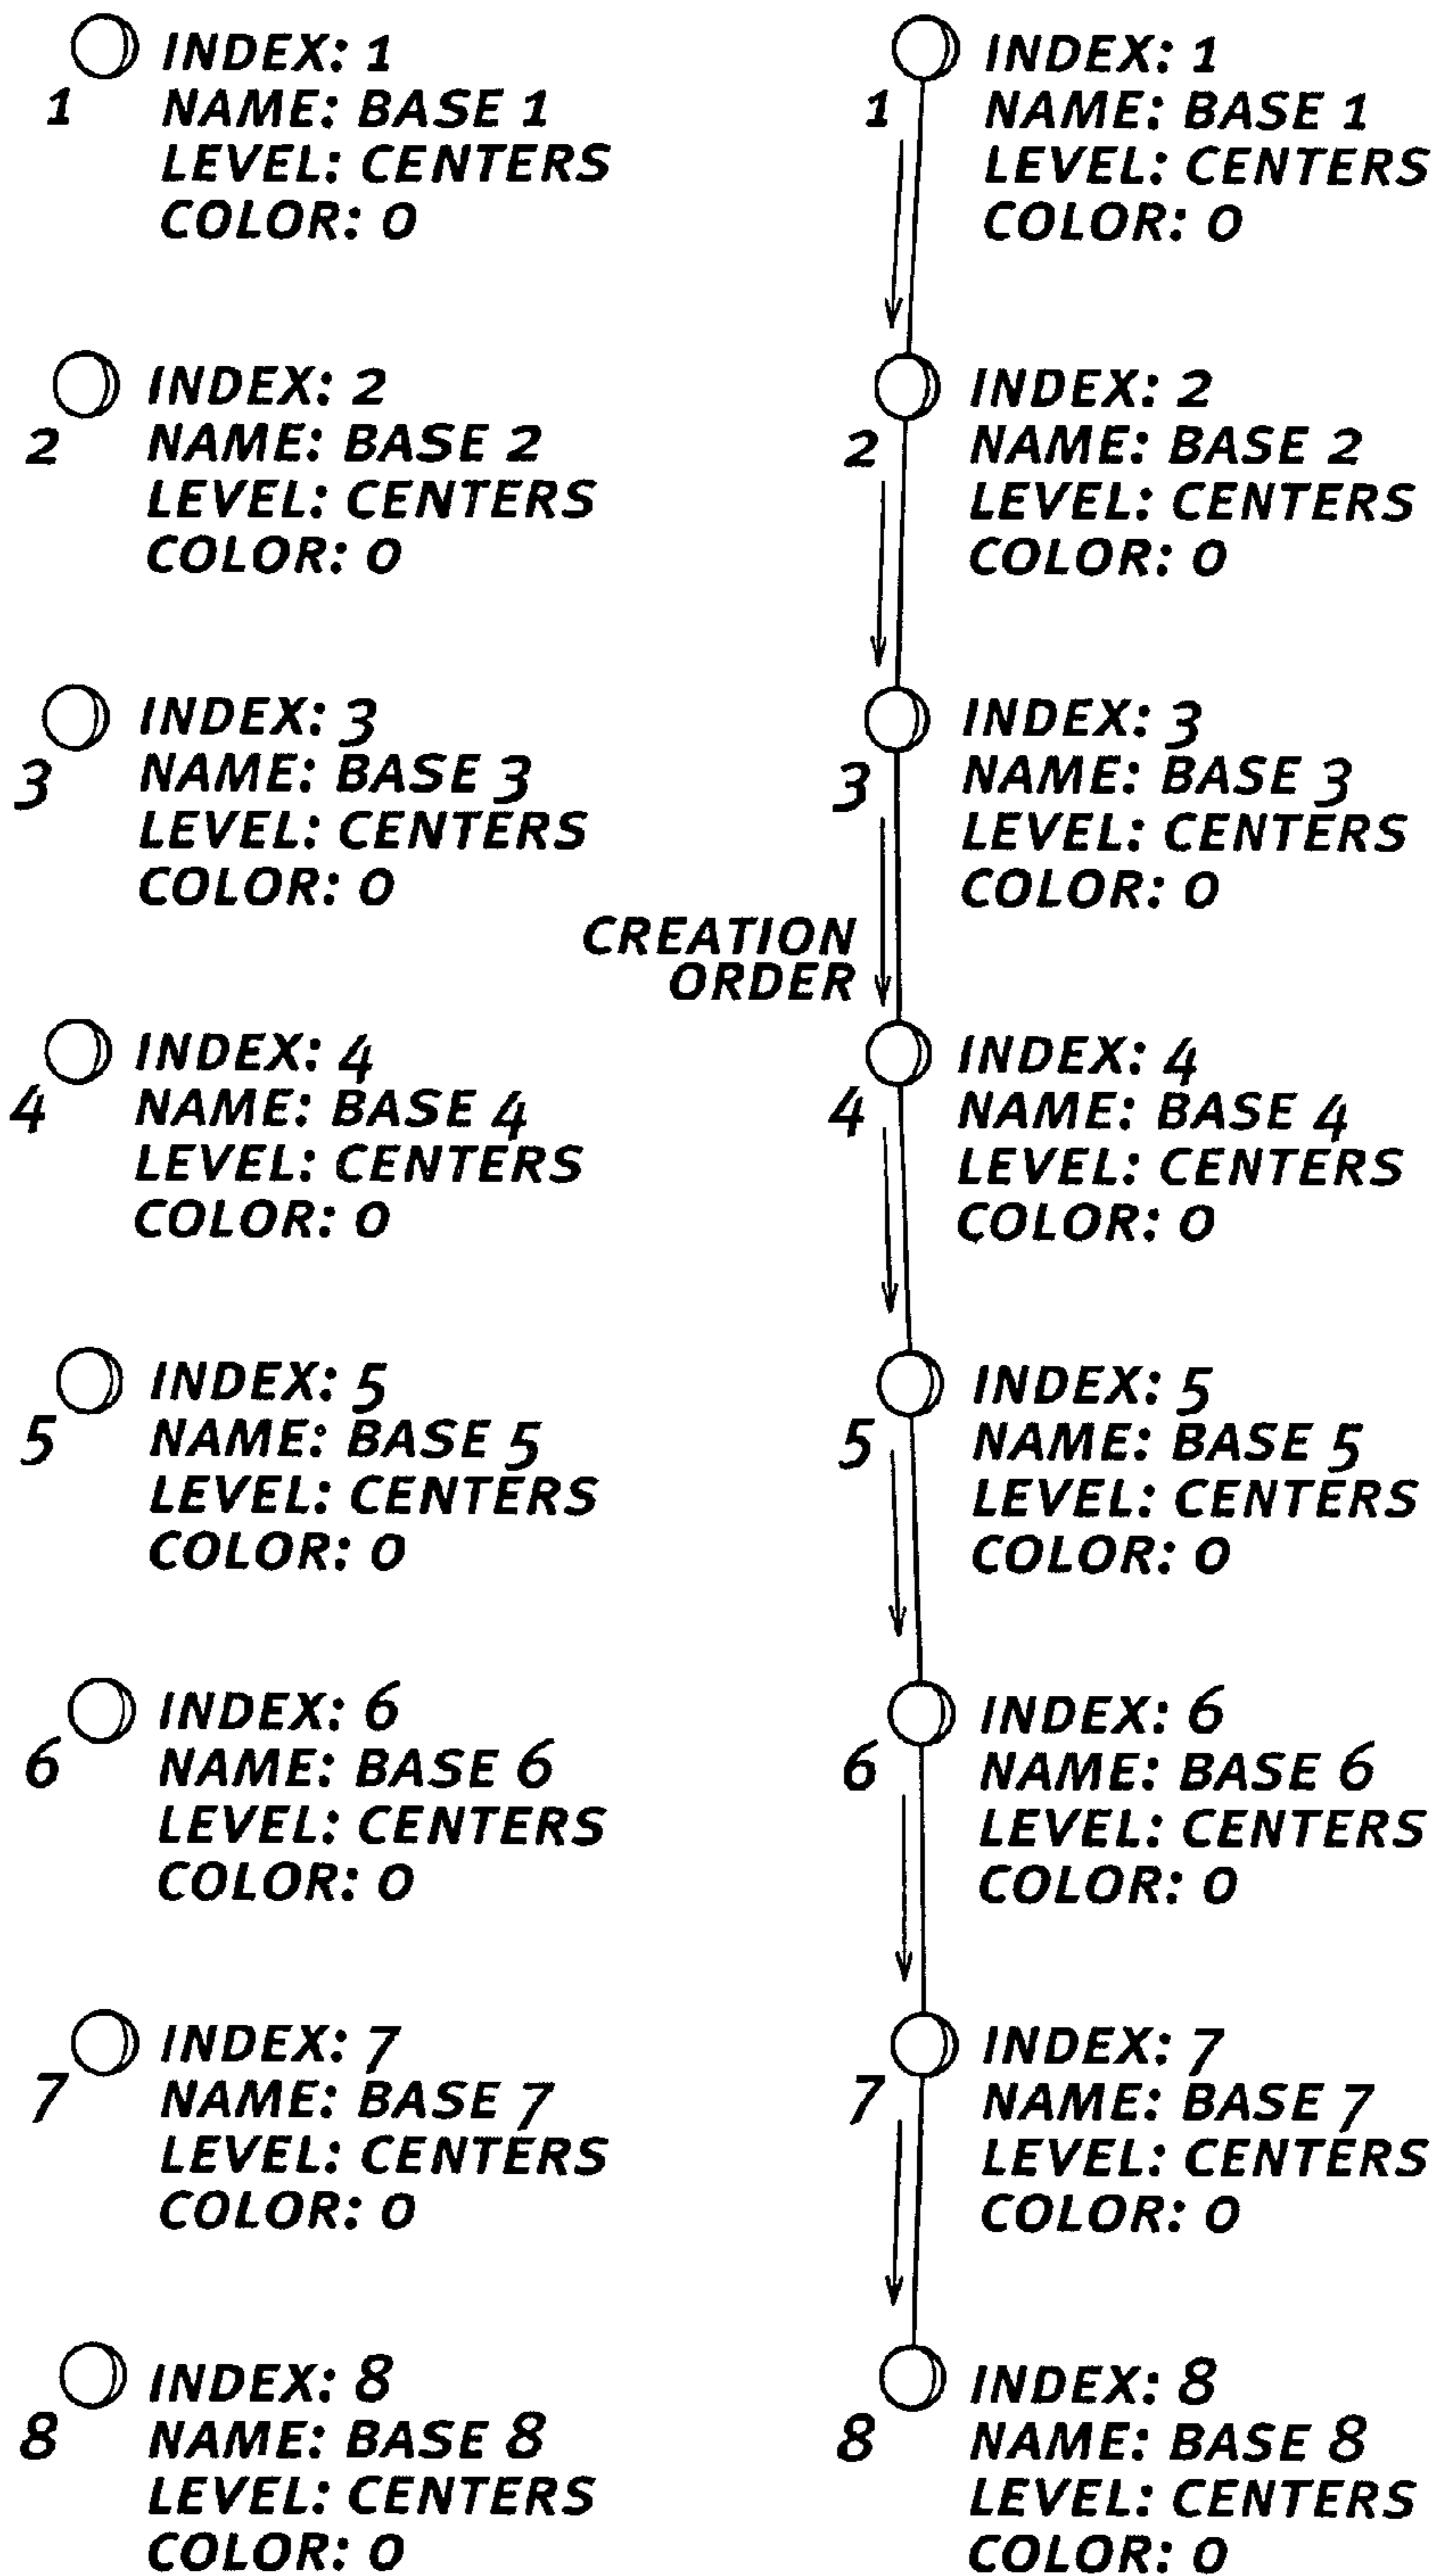 INDEX: 1
1 NAME: BASE 1
LEVEL: CENTERS
COLOR: 0
INDEX: 2
2 NAME: BASE 2
LEVEL: CENTERS
COLOR: 0
INDEX: 3
3 NAME: BASE 3
LEVEL: CENTERS
COLOR: 0
INDEX: 4
4 NAME: BASE 4
LEVEL: CENTERS
COLOR: 0
INDEX: 5
5 NAME: BASE 5
LEVEL: CENTERS
COLOR: 0
INDEX: 6
6 NAME: BASE 6
LEVEL: CENTERS
COLOR: 0
INDEX: 7
7 NAME: BASE 7
LEVEL: CENTERS
COLOR: 0
INDEX: 8
8 NAME: BASE 8
LEVEL: CENTERS
COLOR: 0
INDEX: 1
1 NAME: BASE 1
LEVEL: CENTERS
COLOR: 0
INDEX: 2
2 NAME: BASE 2
LEVEL: CENTERS
COLOR: 0
INDEX: 3
3 NAME: BASE 3
LEVEL: CENTERS
COLOR: 0
CREATION
ORDER
INDEX: 4
4 NAME: BASE 4
LEVEL: CENTERS
COLOR: 0
INDEX: 5
5 NAME: BASE 5
LEVEL: CENTERS
COLOR: 0
INDEX: 6
6 NAME: BASE 6
LEVEL: CENTERS
COLOR: 0
INDEX: 7
7 NAME: BASE 7
LEVEL: CENTERS
COLOR: 0
INDEX: 8
8 NAME: BASE 8
LEVEL: CENTERS
COLOR: 0